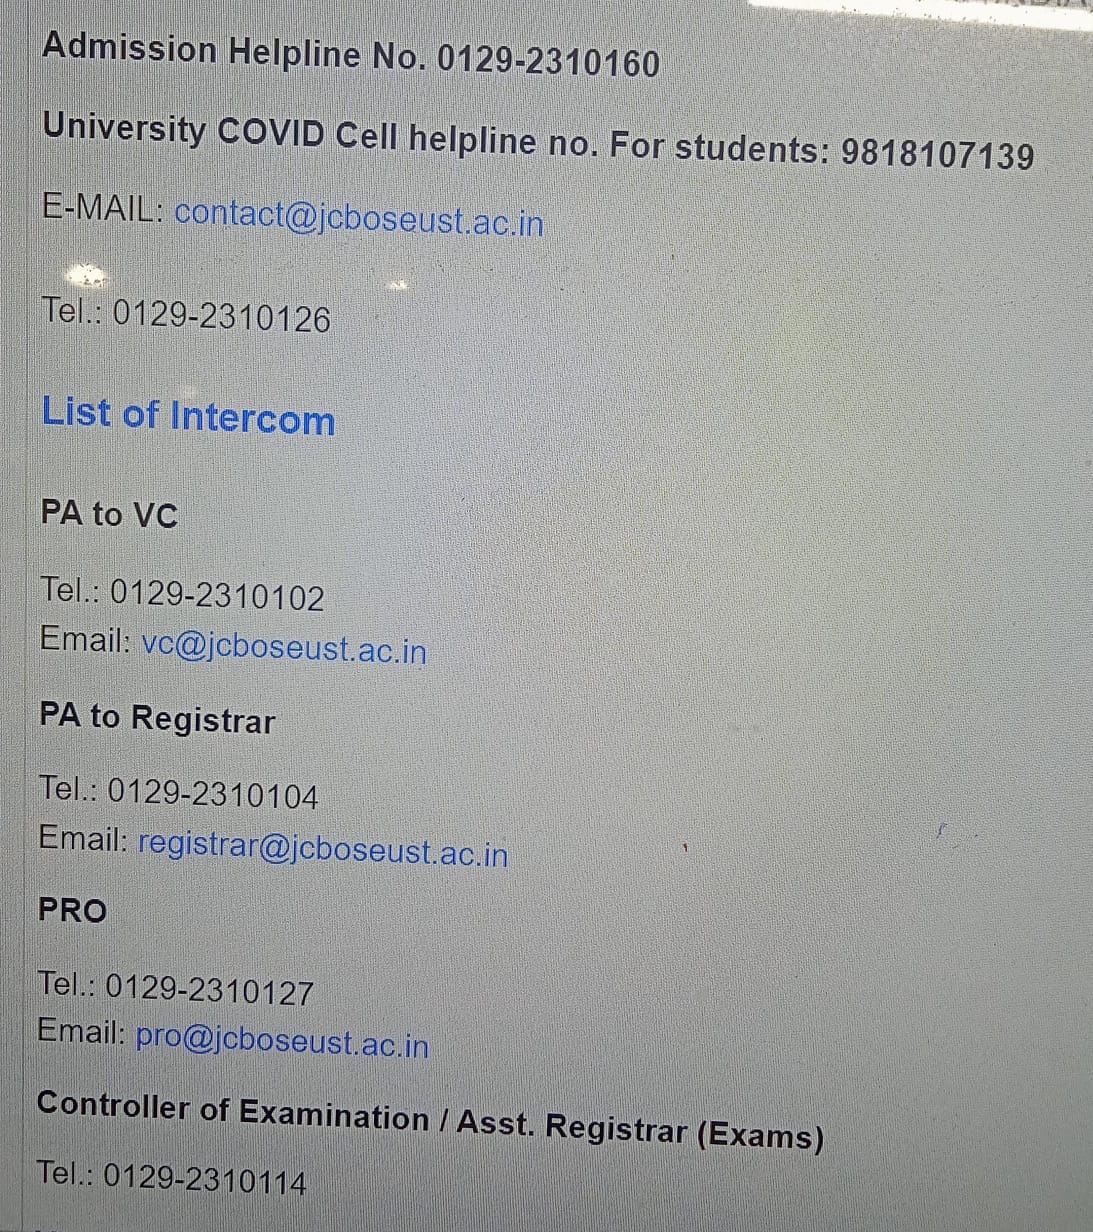 Admission Helpline No. 0129-2310160
University COVID Cell helpline no. For students: 9818107139
E-MAIL: contact@jcboseust.ac.in
Tel.: 0129-2310126
List of Intercom
PA to VC
Tel.: 0129-2310102
Email: vc@jcboseust.ac.in
PA to Registrar
Tel.: 0129-2310104
Email: registrar@jcboseust.ac.in
PRO
Tel.: 0129-2310127
Email: pro@jcboseust.ac.in
Controller of Examination / Asst. Registrar (Exams)
Tel.: 0129-2310114